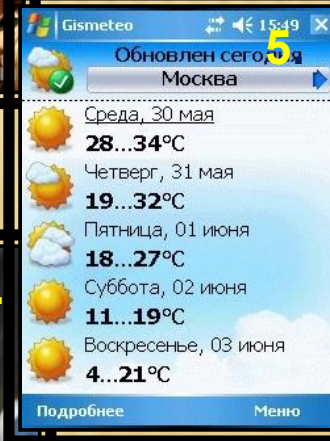 Gismeteo 15:49
5
Обновлен сегодня
Москва
Среда, 30 мая
28...34°C
Четверг, 31 мая
19...32°C
Пятница, 01 июня
18...27°C
Суббота, 02 июня
11...19°C
Воскресенье, 03 июня
4...21°C
Подробнее Меню